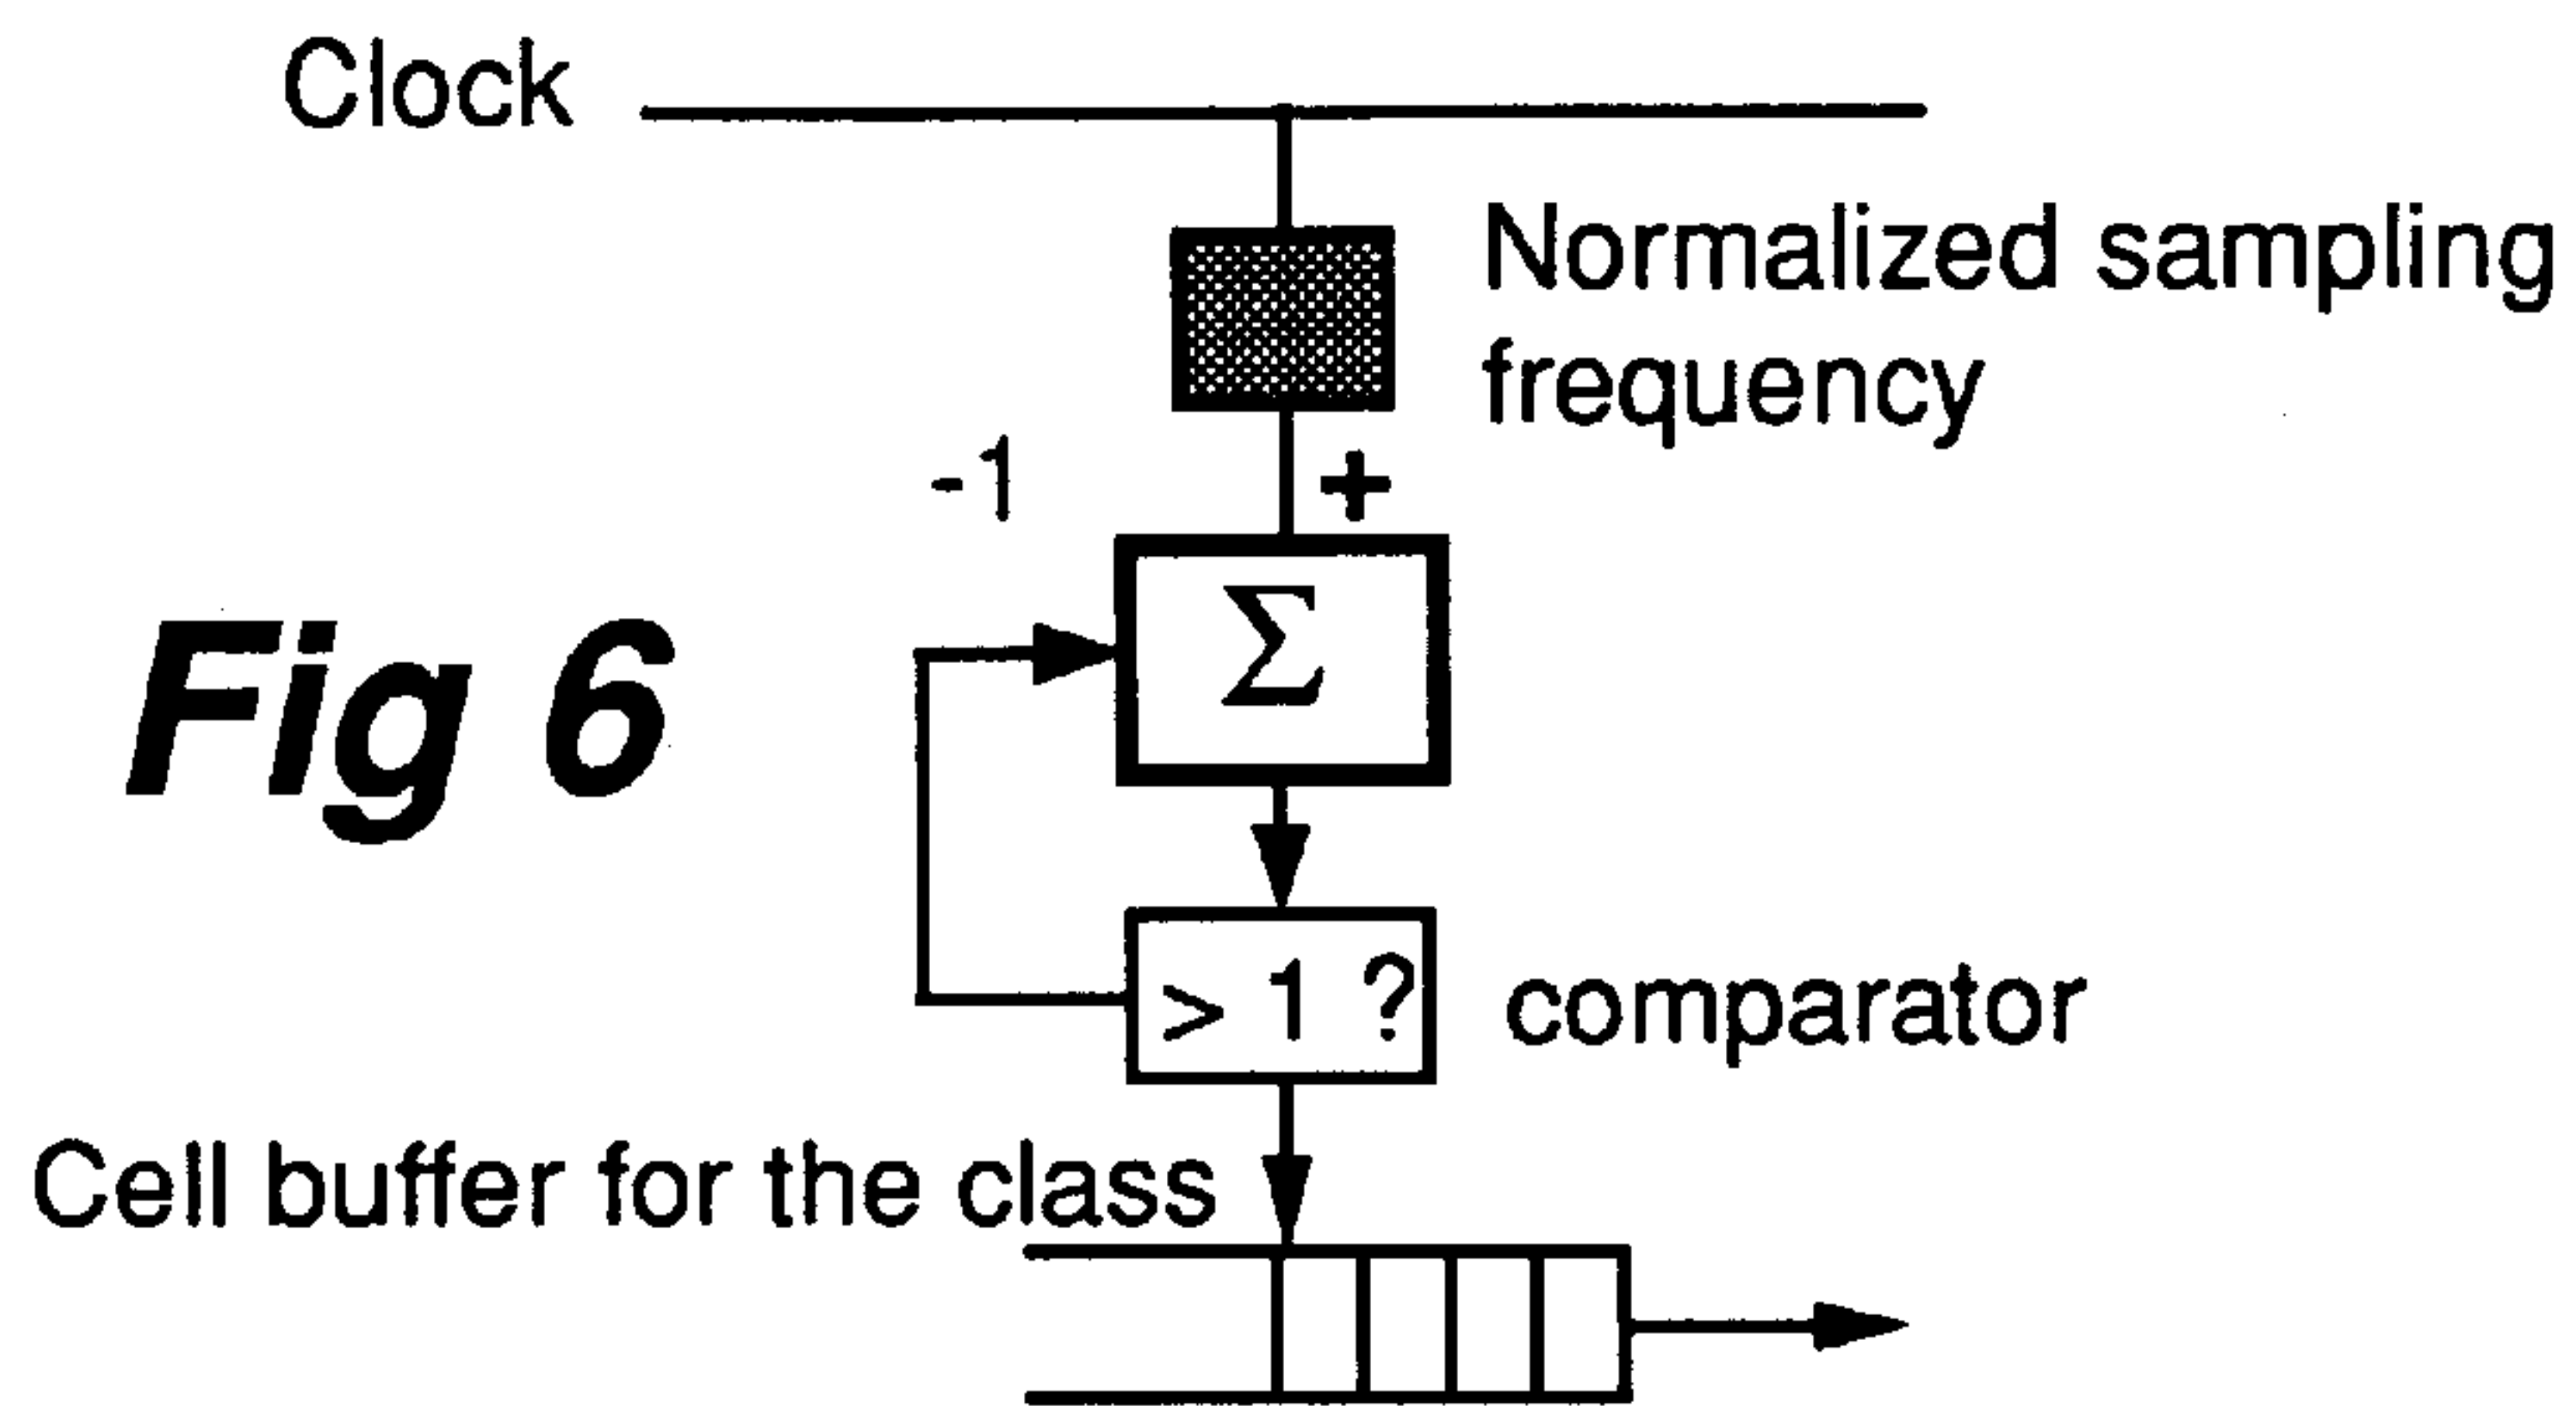 Clock
Normalized sampling
frequency
-1
+
Σ
Fig 6
> 1 ?
comparator
Cell buffer for the class